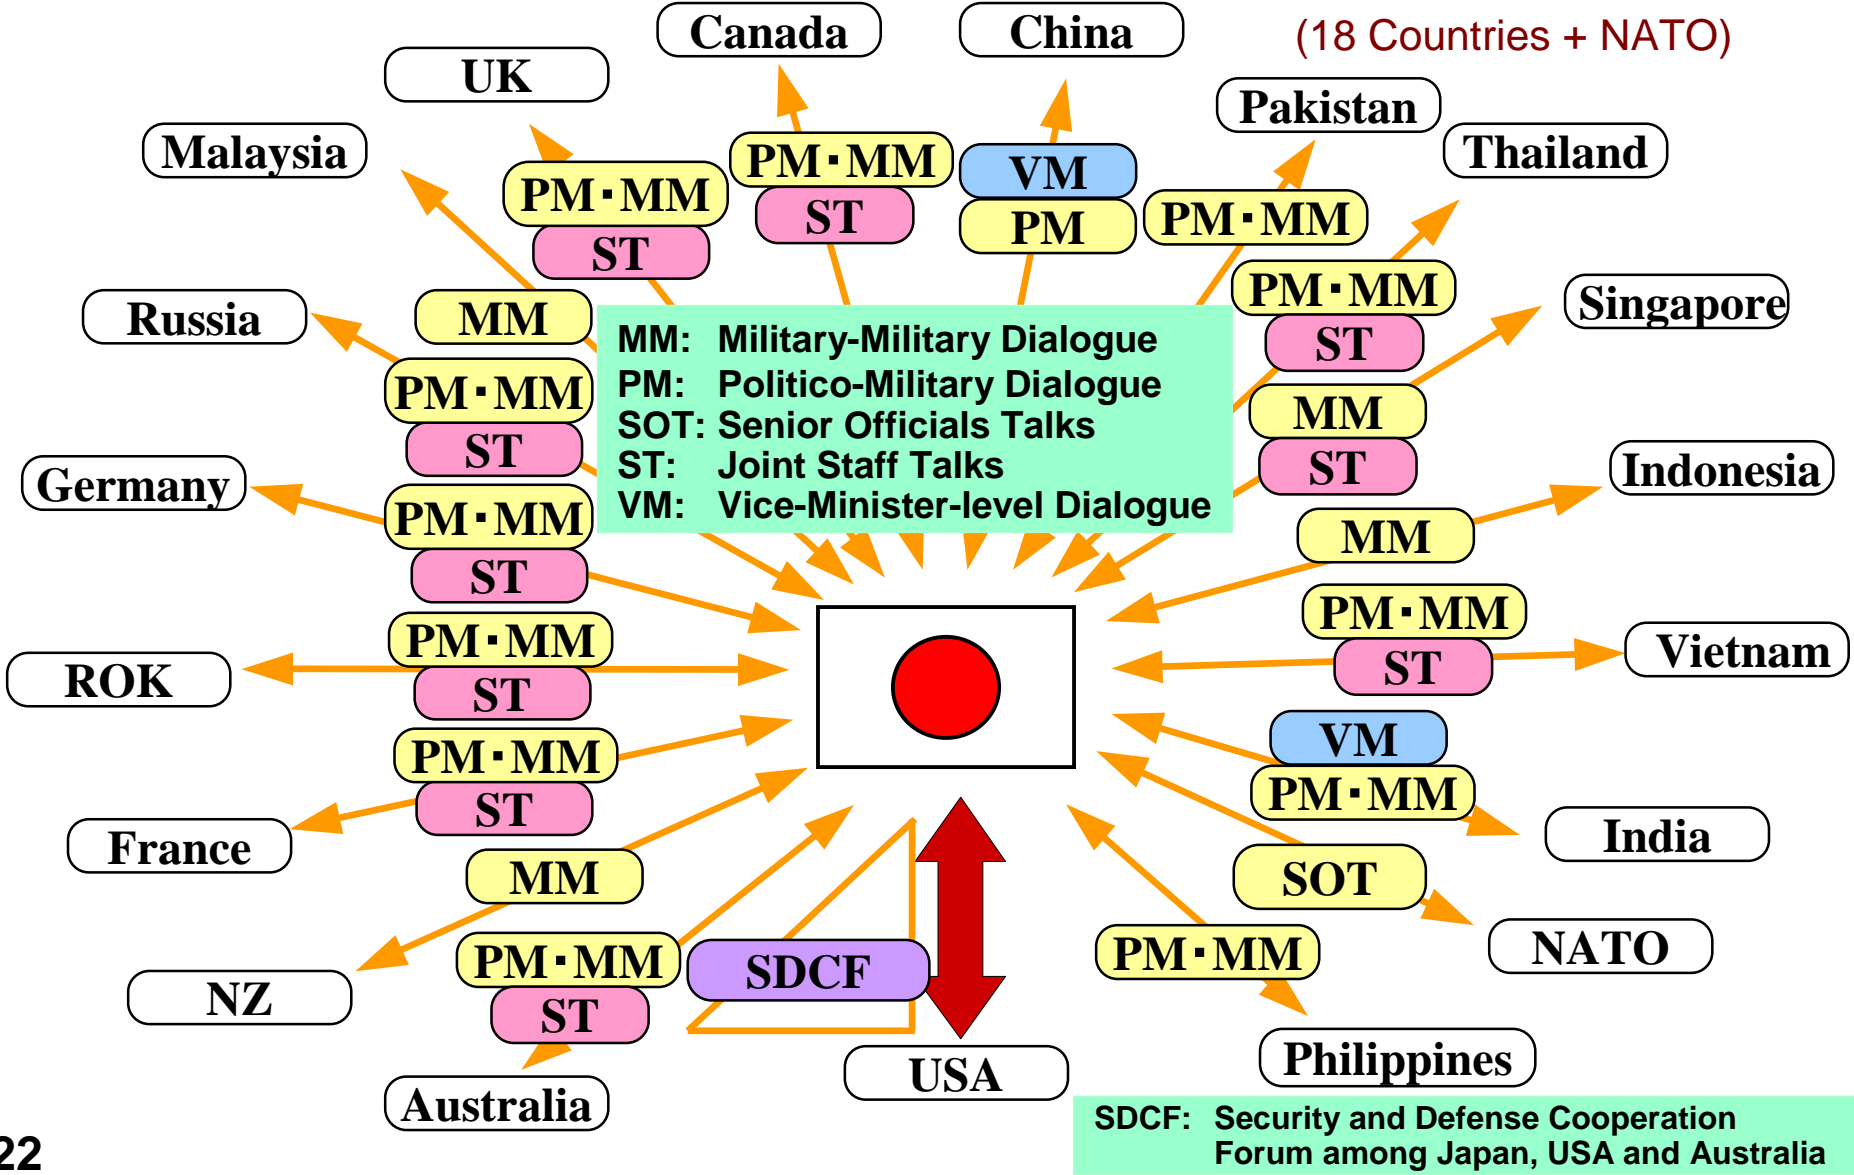 Canada
China
(18 Countries + NATO)
UK
Pakistan
Malaysia
Thailand
PM・MM
ST
PM・MM
ST
VM
PM
PM・MM
Russia
MM
PM・MM
ST
Singapore
MM: Military-Military Dialogue
PM: Politico-Military Dialogue
SOT: Senior Officials Talks
ST: Joint Staff Talks
VM: Vice-Minister-level Dialogue
PM・MM
ST
MM
ST
Germany
Indonesia
PM・MM
ST
MM
ROK
PM・MM
ST
PM・MM
ST
Vietnam
PM・MM
ST
VM
PM・MM
France
India
MM
SOT
NZ
PM・MM
ST
SDCF
PM・MM
NATO
Australia
USA
Philippines
SDCF: Security and Defense Cooperation
Forum among Japan, USA and Australia
22